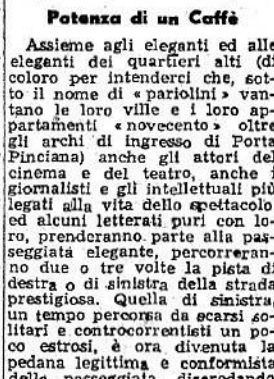 Potenza di un Caffè
Assieme agli eleganti ed alle
eleganti dei quartieri alti (di
coloro per intenderci che, sot-
to il nome di « pariolini » van-
tano le loro ville e i loro ap-
partamenti « novecento » oltre
gli archi di ingresso di Porta
Pinciana) anche gli attori del
cinema e del teatro, anche i
giornalisti e gli intellettuali più
legati alla vita dello spettacolo
ed alcuni letterati puri con lo-
ro, prenderanno parte alla pas-
seggiata elegante, percorreran-
no due o tre volte la pista di
destra o di sinistra della strada
prestigiosa. Quella di sinistra,
un tempo percorsa da scarsi so-
litari e controcorrentisti un po-
co estrosi, è ora divenuta la
pedana legittima e conformista
della passeggiata